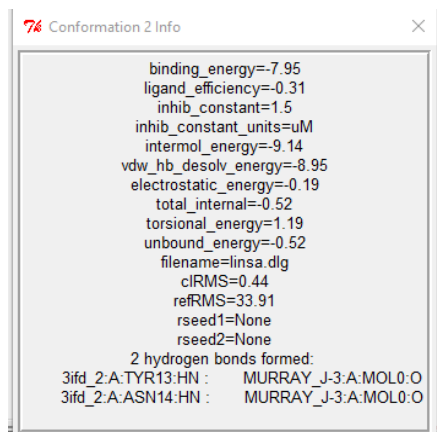 Conformation 2 Info
binding_energy=-7.95
ligand_efficiency=-0.31
inhib_constant=1.5
inhib_constant_units=uM
intermol_energy=-9.14
vdw_hb_desolv_energy=-8.95
electrostatic_energy=-0.19
total_internal=-0.52
torsional_energy=1.19
unbound_energy=-0.52
filename=linsa.dlg
clRMS=0.44
refRMS=33.91
rseed1=None
rseed2=None
2 hydrogen bonds formed:
3ifd_2:A:TYR13:HN : MURRAY_J-3:A:MOL0:O
3ifd_2:A:ASN14:HN : MURRAY_J-3:A:MOL0:O